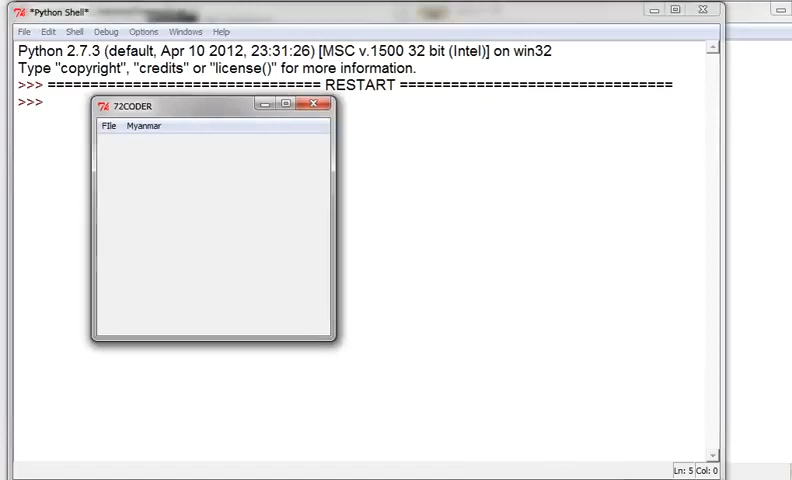 *Python Shell*
File Edit Shell Debug Options Windows Help
Python 2.7.3 (default, Apr 10 2012, 23:31:26) [MSC v.1500 32 bit (Intel)] on win32
Type "copyright", "credits" or "license()" for more information.
>>> ================================ RESTART ================================
>>>
72CODER
FIle Myanmar
Ln: 5 Col: 0